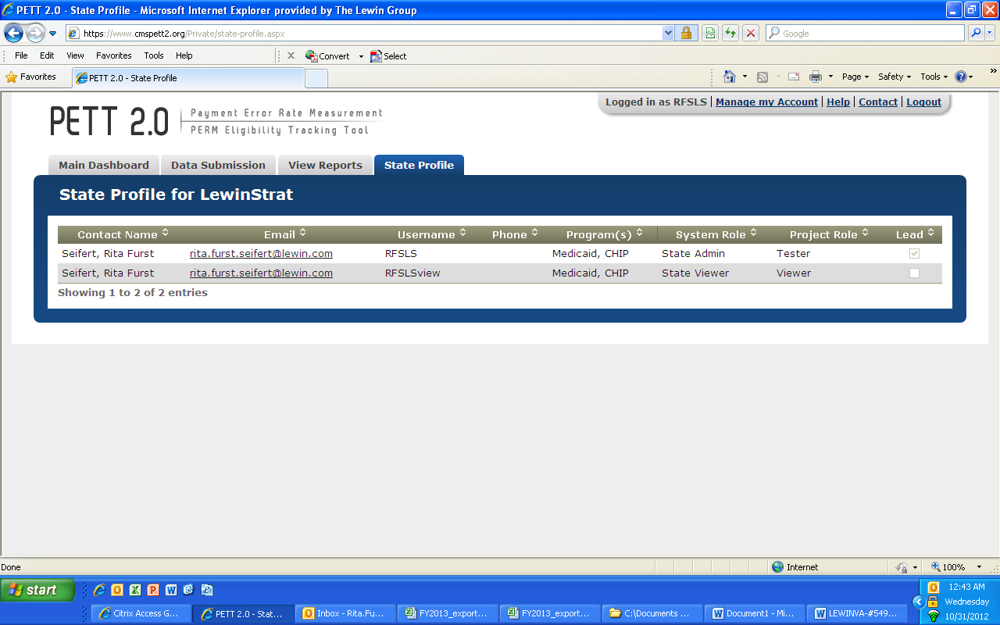 PETT 2.0 - State Profile - Microsoft Internet Explorer provided by The Lewin Group
https://www.cmspett2.org/Private/state-profile.aspx
Google
File Edit View Favorites Tools Help
Convert Select
Favorites PETT 2.0 - State Profile
Page Safety Tools
Logged in as RFSLS | Manage my Account | Help | Contact | Logout
PETT 2.0
Payment Error Rate Measurement
PERM Eligibility Tracking Tool
Main Dashboard Data Submission View Reports State Profile
State Profile for LewinStrat
Contact Name Email Username Phone Program(s) System Role Project Role Lead
Seifert, Rita Furst rita.furst.seifert@lewin.com RFSLS Medicaid, CHIP State Admin Tester
Seifert, Rita Furst rita.furst.seifert@lewin.com RFSLSview Medicaid, CHIP State Viewer Viewer
Showing 1 to 2 of 2 entries
Done Internet 100%
start
12:43 AM
Wednesday
10/31/2012
Citrix Access G... PETT 2.0 - Stat... Inbox - Rita.Fu... FY2013_export... FY2013_export... C:\Documents ... Document1 - Mi... LEWINVA-#549...